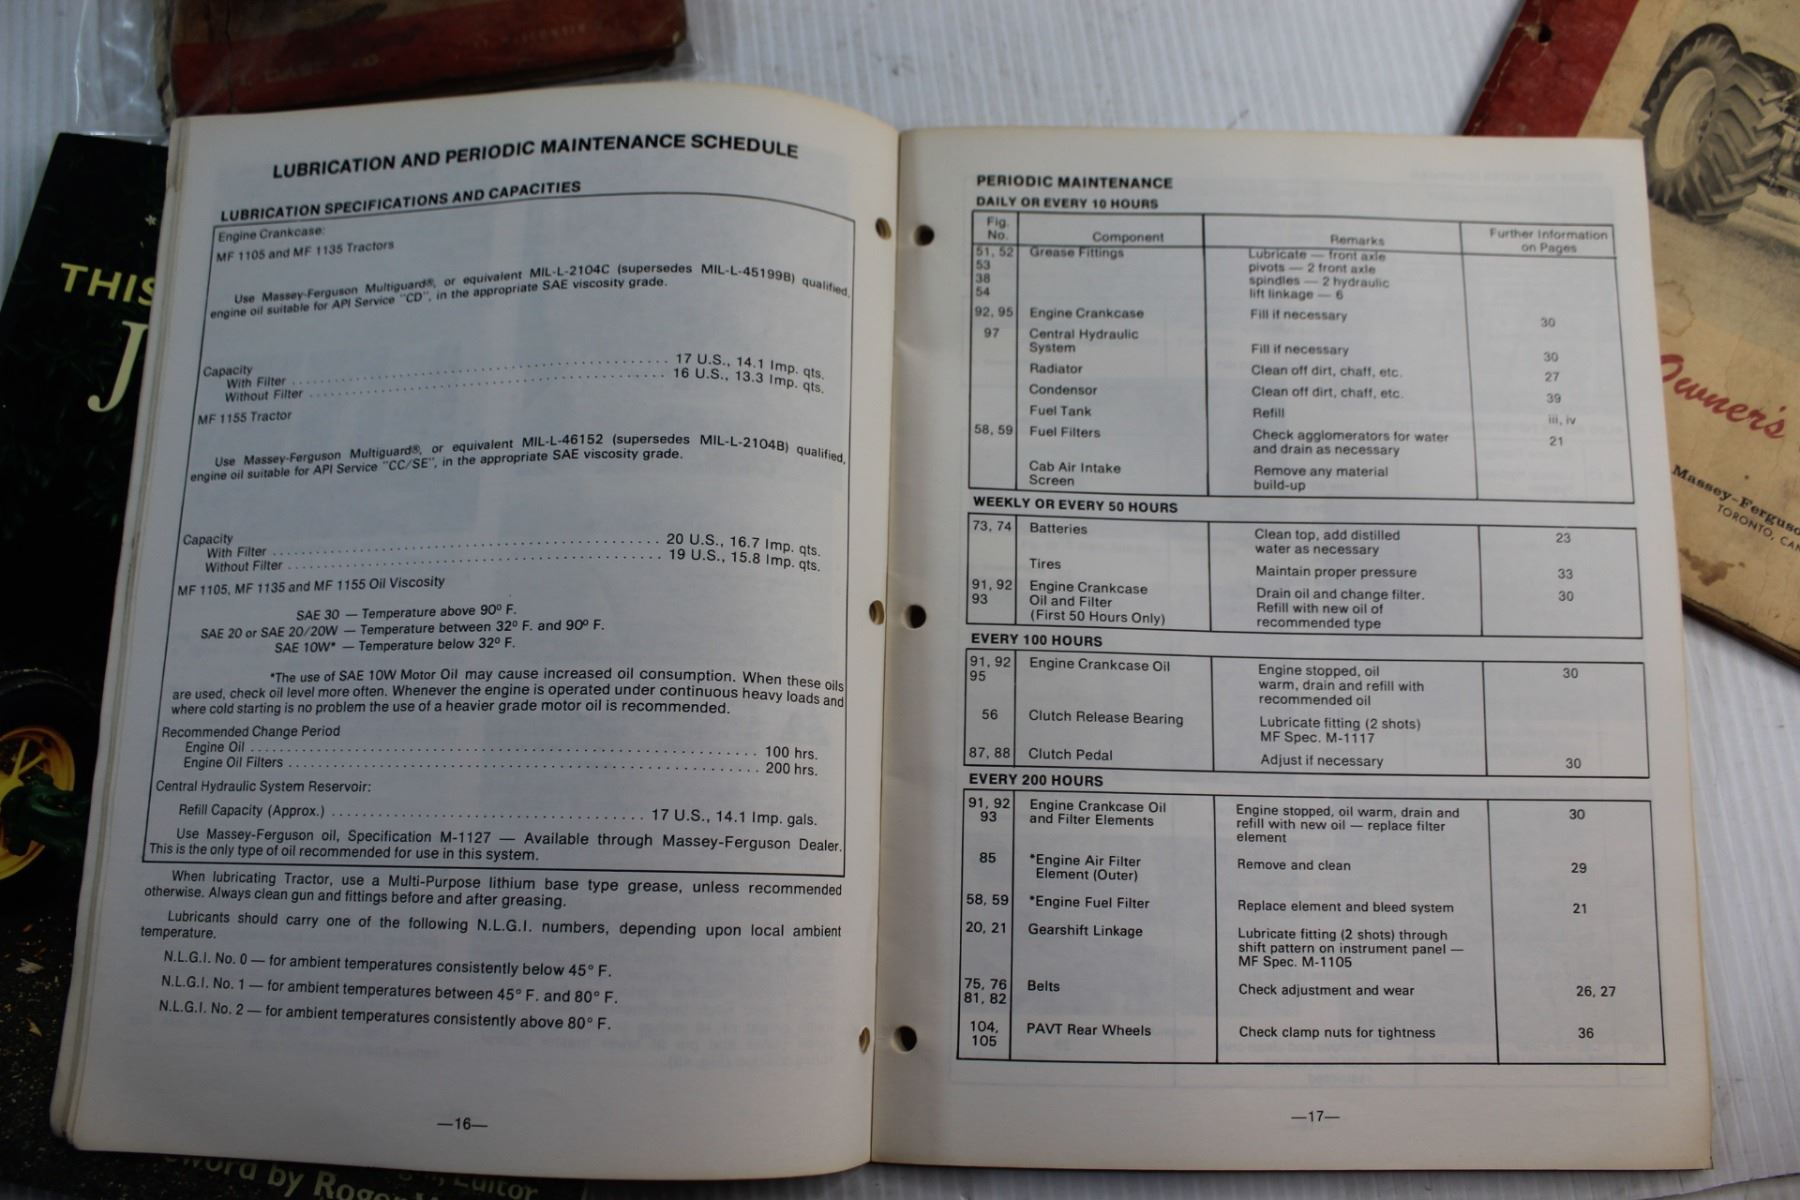 LUBRICATION AND PERIODIC MAINTENANCE SCHEDULE
LUBRICATION SPECIFICATIONS AND CAPACITIES
Engine Crankcase:
MF 1105 and MF 1135 Tractors
Use Massey-Ferguson Multiguard®, or equivalent MIL-L-2104C (supersedes MIL-L-45199B) qualified,
engine oil suitable for API Service "CD", in the appropriate SAE viscosity grade.
Capacity
With Filter 17 U.S., 14.1 Imp. qts.
Without Filter 16 U.S., 13.3 Imp. qts.
MF 1155 Tractor
Use Massey-Ferguson Multiguard®, or equivalent MIL-L-46152 (supersedes MIL-L-2104B) qualified,
engine oil suitable for API Service "CC/SE", in the appropriate SAE viscosity grade.
Capacity
With Filter 20 U.S., 16.7 Imp. qts.
Without Filter 19 U.S., 15.8 Imp. qts.
MF 1105, MF 1135 and MF 1155 Oil Viscosity
SAE 30 — Temperature above 90° F.
SAE 20 or SAE 20/20W — Temperature between 32° F. and 90° F.
SAE 10W* — Temperature below 32° F.
*The use of SAE 10W Motor Oil may cause increased oil consumption. When these oils
are used, check oil level more often. Whenever the engine is operated under continuous heavy loads and
where cold starting is no problem the use of a heavier grade motor oil is recommended.
Recommended Change Period
Engine Oil 100 hrs.
Engine Oil Filters 200 hrs.
Central Hydraulic System Reservoir:
Refill Capacity (Approx.) 17 U.S., 14.1 Imp. gals.
Use Massey-Ferguson oil, Specification M-1127 — Available through Massey-Ferguson Dealer.
This is the only type of oil recommended for use in this system.
When lubricating Tractor, use a Multi-Purpose lithium base type grease, unless recommended
otherwise. Always clean gun and fittings before and after greasing.
Lubricants should carry one of the following N.L.G.I. numbers, depending upon local ambient
temperature.
N.L.G.I. No. 0 — for ambient temperatures consistently below 45° F.
N.L.G.I. No. 1 — for ambient temperatures between 45° F. and 80° F.
N.L.G.I. No. 2 — for ambient temperatures consistently above 80° F.
—16—
PERIODIC MAINTENANCE
DAILY OR EVERY 10 HOURS
Fig. No. Component Remarks Further Information on Pages
51, 52 Grease Fittings Lubricate — front axle
53 pivots — 2 front axle
38 spindles — 2 hydraulic
54 lift linkage — 6
92, 95 Engine Crankcase Fill if necessary 30
97 Central Hydraulic
System Fill if necessary 30
Radiator Clean off dirt, chaff, etc. 27
Condensor Clean off dirt, chaff, etc. 39
Fuel Tank Refill iii, iv
58, 59 Fuel Filters Check agglomerators for water 21
and drain as necessary
Cab Air Intake Remove any material
Screen build-up
WEEKLY OR EVERY 50 HOURS
73, 74 Batteries Clean top, add distilled 23
water as necessary
Tires Maintain proper pressure 33
91, 92 Engine Crankcase Drain oil and change filter. 30
93 Oil and Filter Refill with new oil of
(First 50 Hours Only) recommended type
EVERY 100 HOURS
91, 92 Engine Crankcase Oil Engine stopped, oil 30
95 warm, drain and refill with
recommended oil
56 Clutch Release Bearing Lubricate fitting (2 shots)
MF Spec. M-1117
87, 88 Clutch Pedal Adjust if necessary 30
EVERY 200 HOURS
91, 92 Engine Crankcase Oil Engine stopped, oil warm, drain and 30
93 and Filter Elements refill with new oil — replace filter
element
85 *Engine Air Filter Remove and clean 29
Element (Outer)
58, 59 *Engine Fuel Filter Replace element and bleed system 21
20, 21 Gearshift Linkage Lubricate fitting (2 shots) through
shift pattern on instrument panel —
MF Spec. M-1105
75, 76 Belts Check adjustment and wear 26, 27
81, 82
104, PAVT Rear Wheels Check clamp nuts for tightness 36
105
—17—
THIS
J
by Roger
Editor
Owner's
Massey-Ferguson
TORONTO,